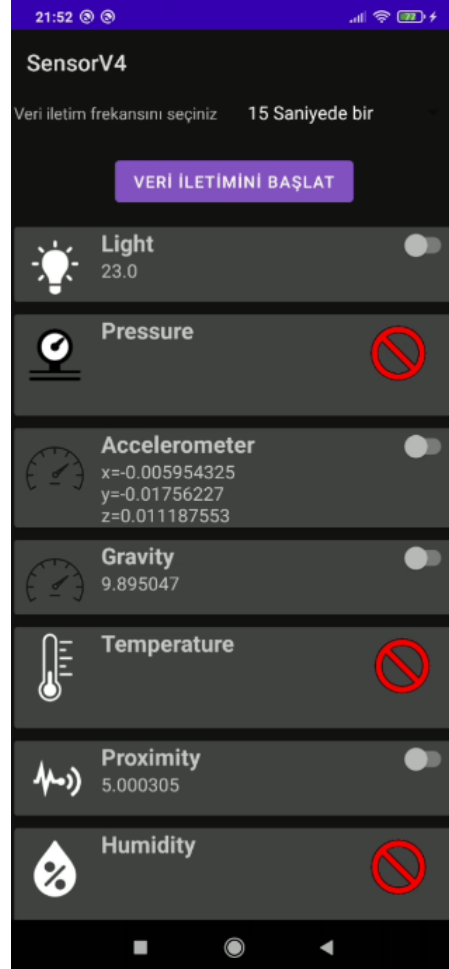 21:52
77
SensorV4
Veri iletim frekansını seçiniz 15 Saniyede bir
VERİ İLETİMİNİ BAŞLAT
Light
23.0
Pressure
Accelerometer
x=-0.005954325
y=-0.01756227
z=0.011187553
Gravity
9.895047
Temperature
Proximity
5.000305
Humidity
%